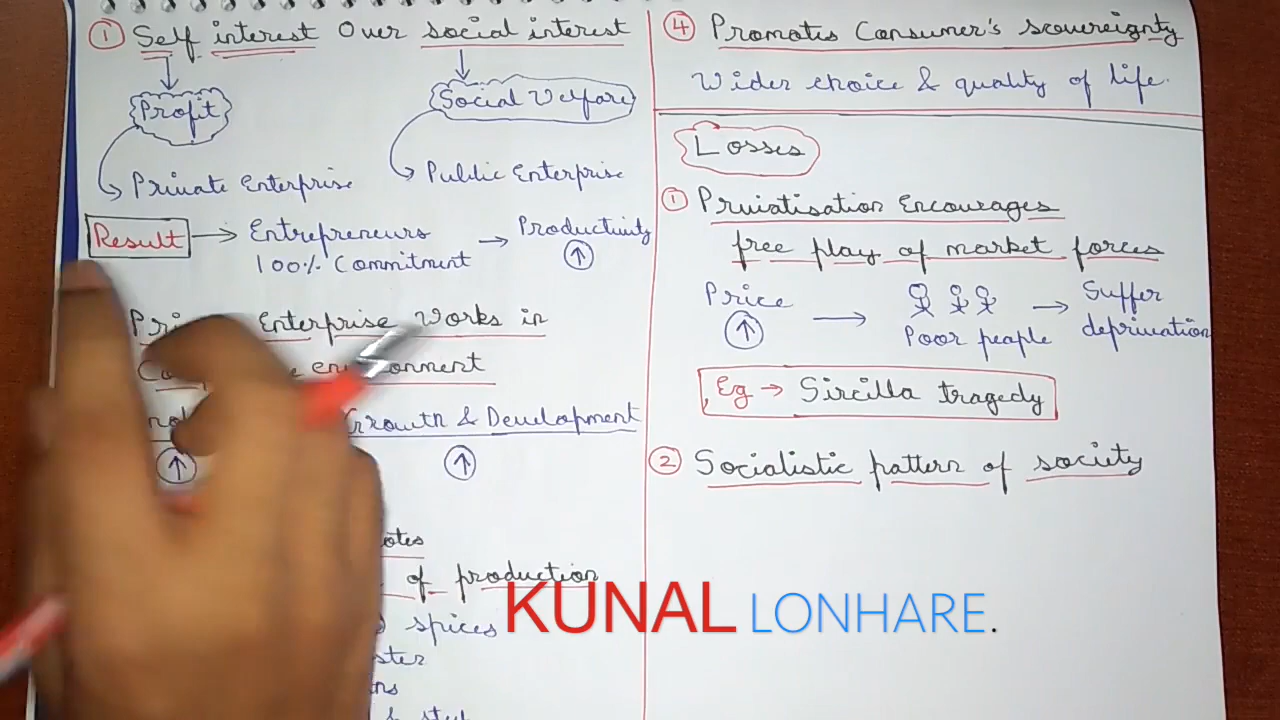 ① Self interest Over social interest
Profit
Social Welfare
Private Enterprise
Public Enterprise
Result → Entrepreneurs → Productivity ↑
100% Commitment
Enterprise Works in
Growth & Development
↑ ↑
of production
spices
④ Promotes Consumer's scovereignty
Wider choice & quality of life.
Losses
① Privatisation Encourages
free play of market forces
Price ↑ → Poor people → Suffer deprivation
Eg → Sircilla tragedy
② Socialistic pattern of society
KUNAL LONHARE.